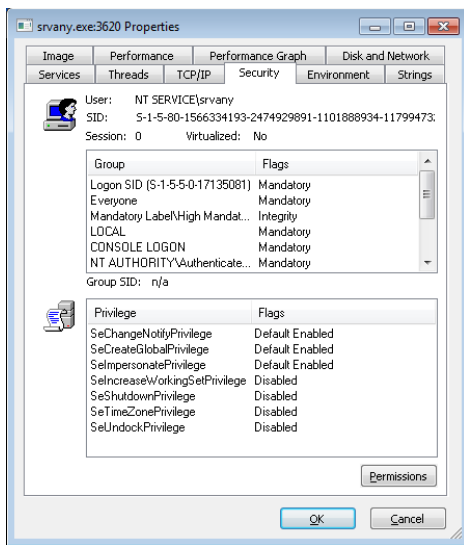 srvany.exe:3620 Properties
Image Performance Performance Graph Disk and Network
Services Threads TCP/IP Security Environment Strings
User: NT SERVICE\srvany
SID: S-1-5-80-1566334193-2474929891-1101888934-11799473
Session: 0 Virtualized: No
Group Flags
Logon SID (S-1-5-5-0-17135081) Mandatory
Everyone Mandatory
Mandatory Label\High Mandat... Integrity
LOCAL Mandatory
CONSOLE LOGON Mandatory
NT AUTHORITY\Authenticate... Mandatory
Group SID: n/a
Privilege Flags
SeChangeNotifyPrivilege Default Enabled
SeCreateGlobalPrivilege Default Enabled
SeImpersonatePrivilege Default Enabled
SeIncreaseWorkingSetPrivilege Disabled
SeShutdownPrivilege Disabled
SeTimeZonePrivilege Disabled
SeUndockPrivilege Disabled
Permissions
OK Cancel